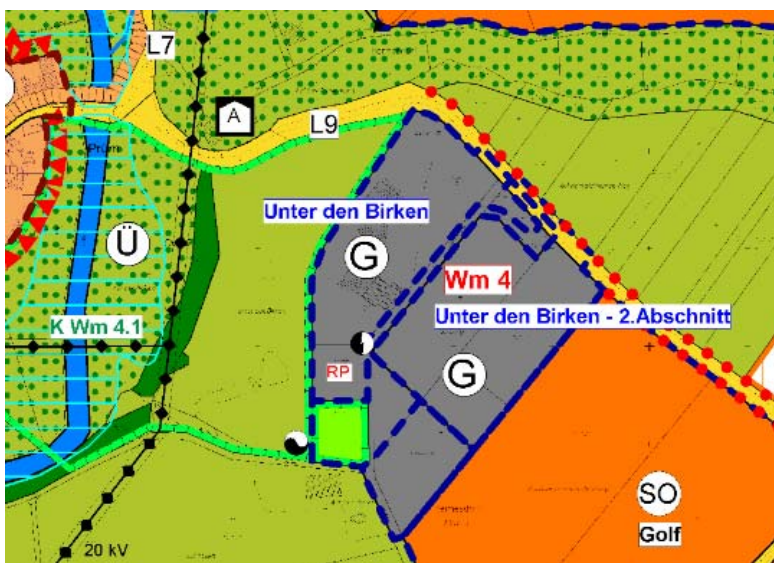 L7
A
L9
Prüm
Unter den Birken
Ü
G
Wm 4
K Wm 4.1
Unter den Birken - 2.Abschnitt
RP
G
SO
Golf
20 kV